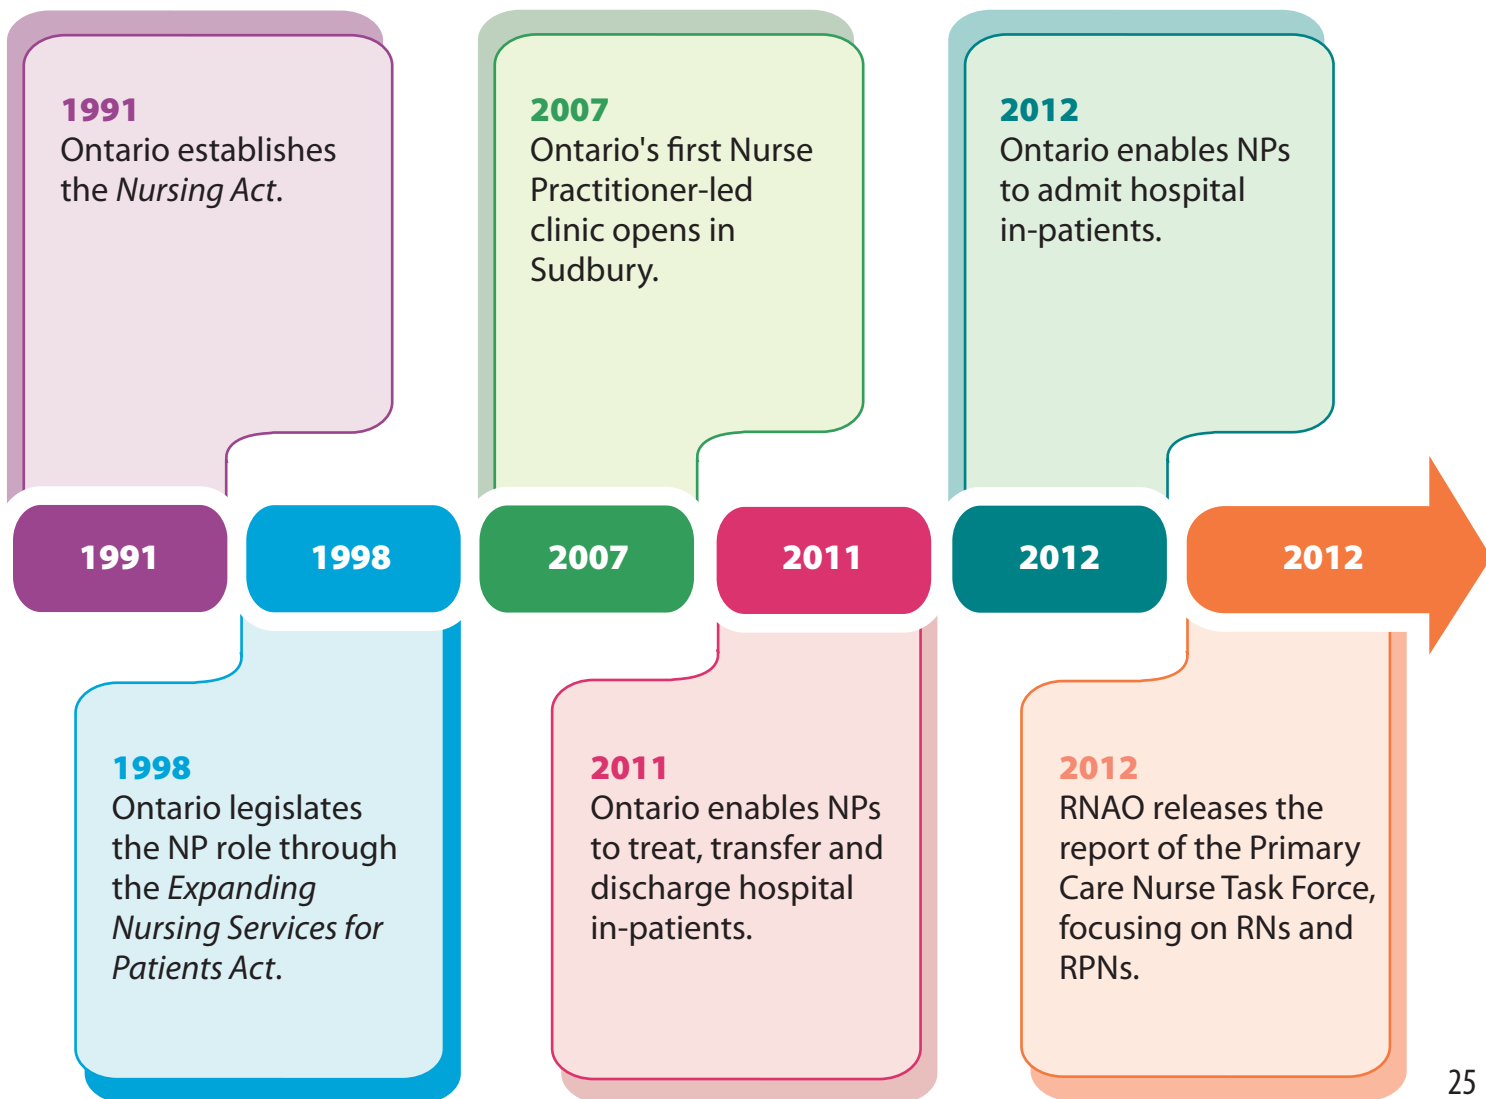 1991
Ontario establishes
the Nursing Act.
2007
Ontario's first Nurse
Practitioner-led
clinic opens in
Sudbury.
2012
Ontario enables NPs
to admit hospital
in-patients.
1991
1998
2007
2011
2012
2012
1998
Ontario legislates
the NP role through
the Expanding
Nursing Services for
Patients Act.
2011
Ontario enables NPs
to treat, transfer and
discharge hospital
in-patients.
2012
RNAO releases the
report of the Primary
Care Nurse Task Force,
focusing on RNs and
RPNs.
25